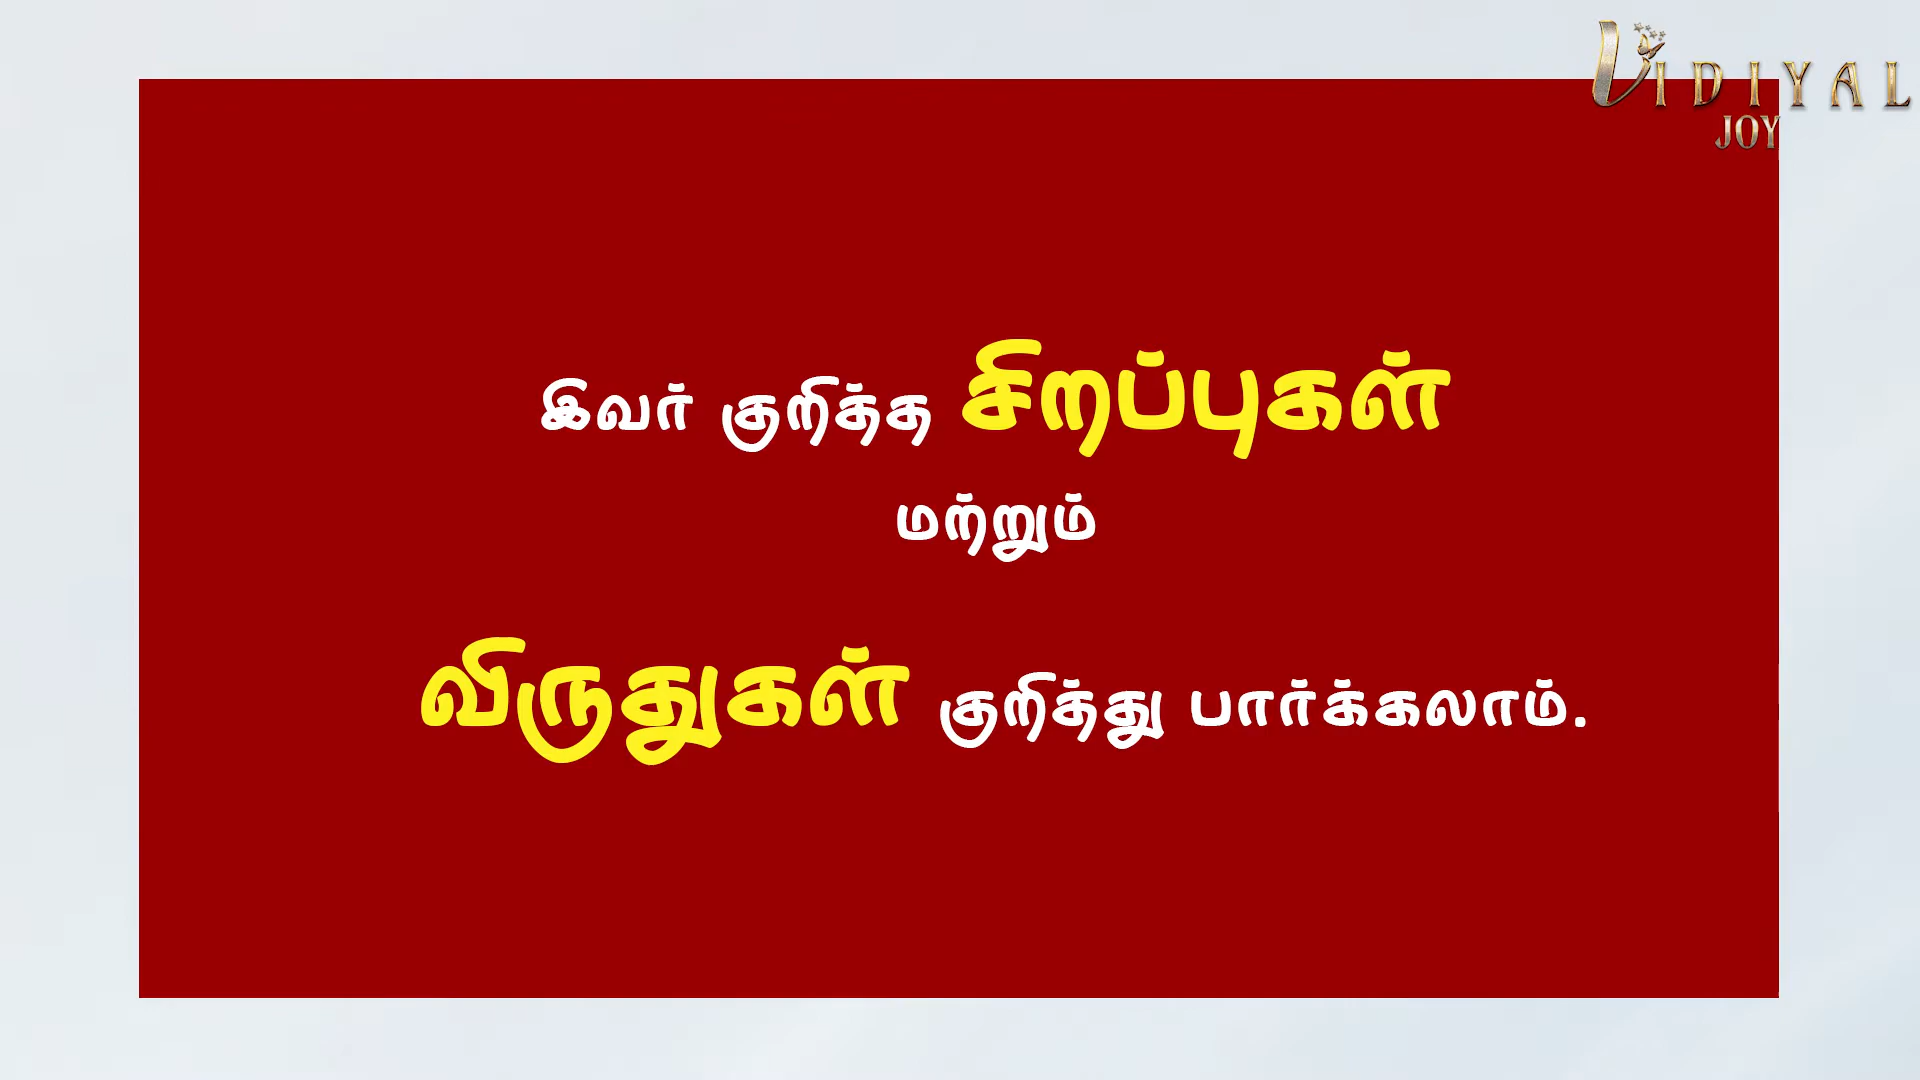 VIDIYAL
JOY
இவர் குறித்த சிறப்புகள்
மற்றும்
விருதுகள் குறித்து பார்க்கலாம்.